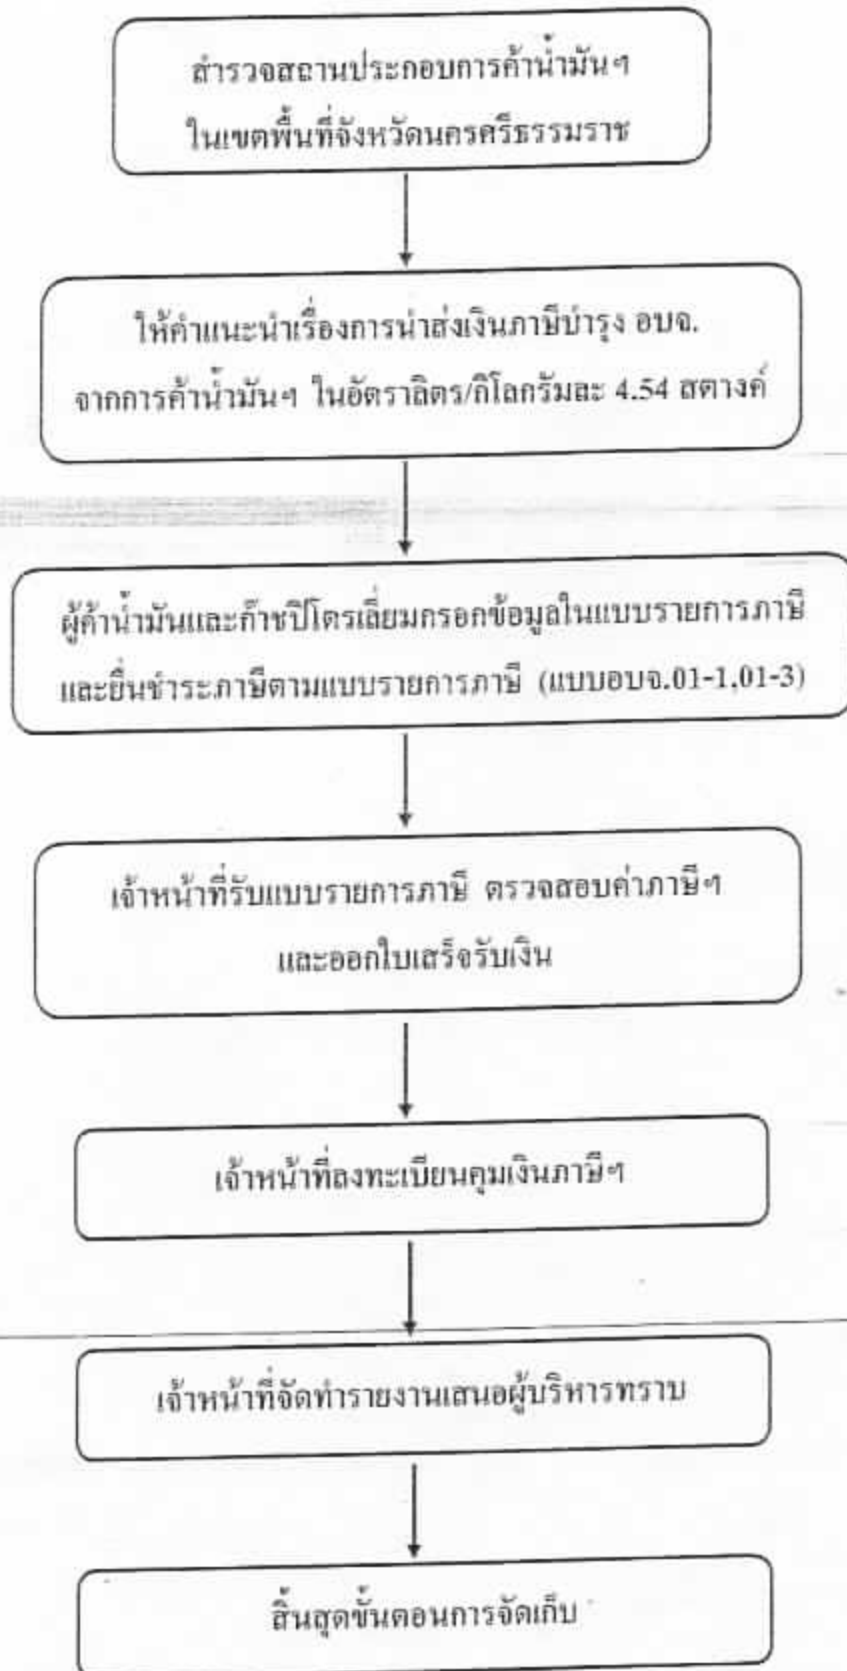 สำรวจสถานประกอบการค้าน้ำมันฯ
ในเขตพื้นที่จังหวัดนครศรีธรรมราช
ให้คำแนะนำเรื่องการนำส่งเงินภาษีบำรุง อบจ.
จากการค้าน้ำมันฯ ในอัตราลิตร/กิโลกรัมละ 4.54 สตางค์
ผู้ค้าน้ำมันและก๊าชปิโตรเลี่ยมกรอกข้อมูลในแบบรายการภาษี
และยื่นชำระภาษีตามแบบรายการภาษี (แบบอบจ.01-1,01-3)
เจ้าหน้าที่รับแบบรายการภาษี ตรวจสอบค่าภาษีฯ
และออกใบเสร็จรับเงิน
เจ้าหน้าที่ลงทะเบียนคุมเงินภาษีฯ
เจ้าหน้าที่จัดทำรายงานเสนอผู้บริหารทราบ
สิ้นสุดขั้นตอนการจัดเก็บ